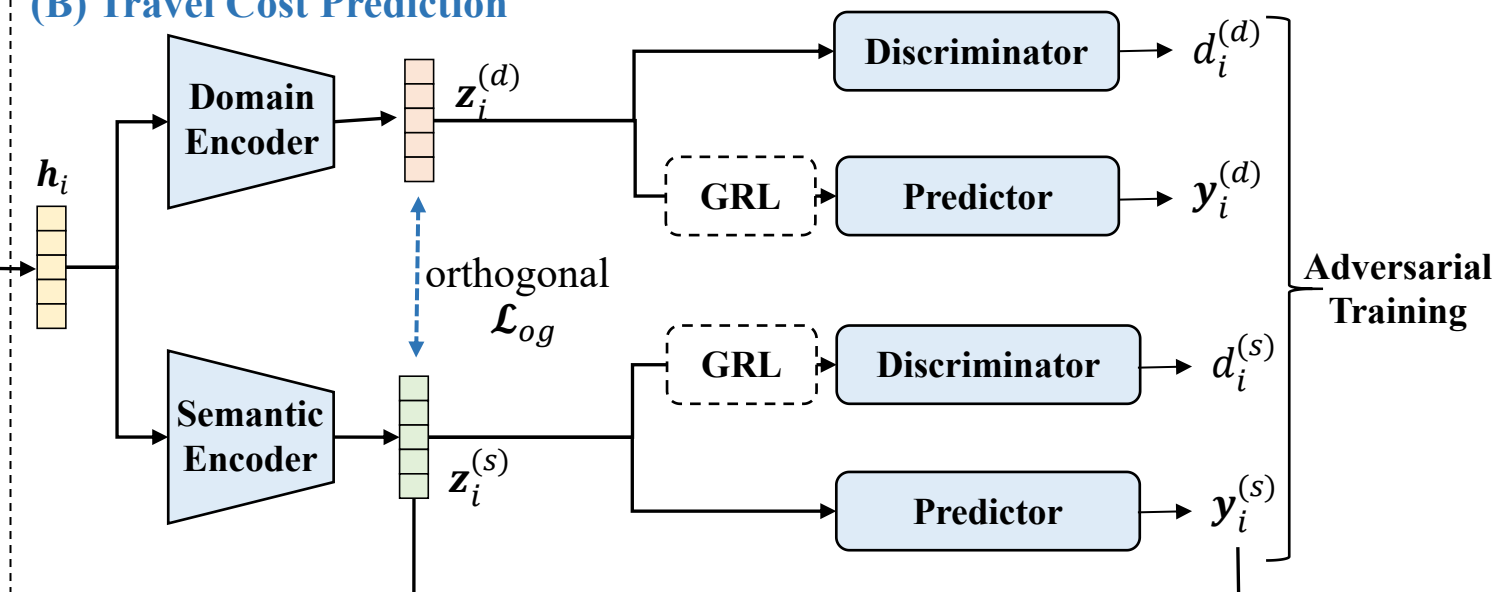 (B) Travel Cost Prediction
Domain
Encoder
z_i^(d)
Discriminator
d_i^(d)
h_i
GRL
Predictor
y_i^(d)
orthogonal
ℒ_og
Adversarial
Training
Semantic
Encoder
z_i^(s)
GRL
Discriminator
d_i^(s)
Predictor
y_i^(s)